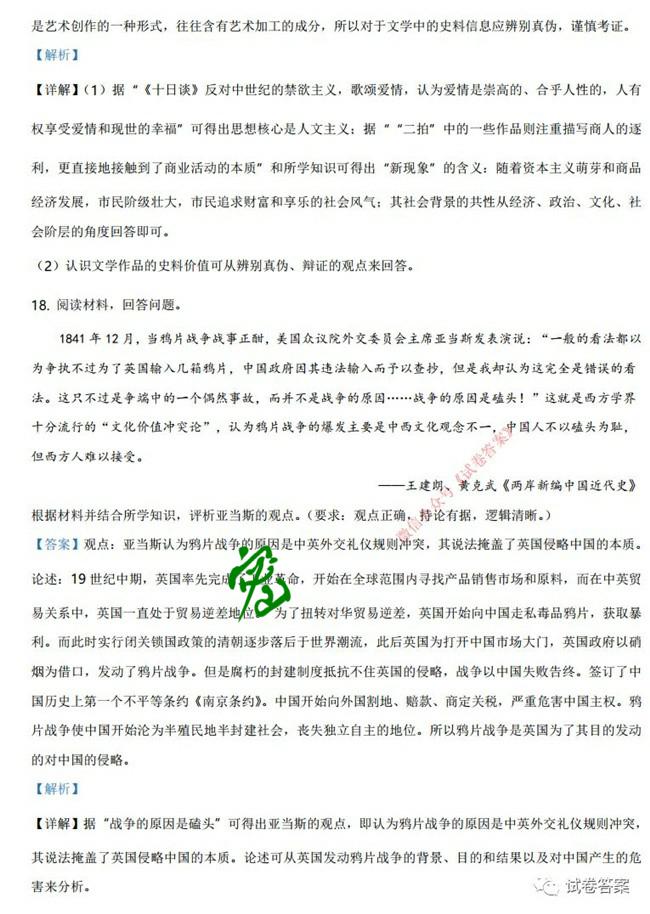 是艺术创作的一种形式，往往含有艺术加工的成分，所以对于文学中的史料信息应辨别真伪，谨慎考证。
【解析】
【详解】（1）据“《十日谈》反对中世纪的禁欲主义，歌颂爱情，认为爱情是崇高的、合乎人性的，人有
权享受爱情和现世的幸福”可得出思想核心是人文主义；据““二拍”中的一些作品则注重描写商人的逐
利，更直接地接触到了商业活动的本质”和所学知识可得出“新现象”的含义：随着资本主义萌芽和商品
经济发展，市民阶级壮大，市民追求财富和享乐的社会风气；其社会背景的共性从经济、政治、文化、社
会阶层的角度回答即可。
（2）认识文学作品的史料价值可从辨别真伪、辩证的观点来回答。
18. 阅读材料，回答问题。
1841 年 12 月，当鸦片战争战事正酣，美国众议院外交委员会主席亚当斯发表演说：“一般的看法都以
为争执不过为了英国输入几箱鸦片，中国政府因其违法输入而予以查抄，但是我却认为这完全是错误的看
法。这只不过是争端中的一个偶然事故，而并不是战争的原因……战争的原因是磕头！”这就是西方学界
十分流行的“文化价值冲突论”，认为鸦片战争的爆发主要是中西文化观念不一，中国人不以磕头为耻，
但西方人难以接受。
——王建朗、黄克武《两岸新编中国近代史》
根据材料并结合所学知识，评析亚当斯的观点。（要求：观点正确，持论有据，逻辑清晰。）
【答案】观点：亚当斯认为鸦片战争的原因是中英外交礼仪规则冲突，其说法掩盖了英国侵略中国的本质。
论述：19 世纪中期，英国率先完成 业革命，开始在全球范围内寻找产品销售市场和原料，而在中英贸
易关系中，英国一直处于贸易逆差地位 为了扭转对华贸易逆差，英国开始向中国走私毒品鸦片，获取暴
利。而此时实行闭关锁国政策的清朝逐步落后于世界潮流，此后英国为打开中国市场大门，英国政府以硝
烟为借口，发动了鸦片战争。但是腐朽的封建制度抵抗不住英国的侵略，战争以中国失败告终。签订了中
国历史上第一个不平等条约《南京条约》。中国开始向外国割地、赔款、商定关税，严重危害中国主权。鸦
片战争使中国开始沦为半殖民地半封建社会，丧失独立自主的地位。所以鸦片战争是英国为了其目的发动
的对中国的侵略。
【解析】
【详解】据“战争的原因是磕头”可得出亚当斯的观点，即认为鸦片战争的原因是中英外交礼仪规则冲突，
其说法掩盖了英国侵略中国的本质。论述可从英国发动鸦片战争的背景、目的和结果以及对中国产生的危
害来分析。
微信公众号《试卷答案》
试卷答案